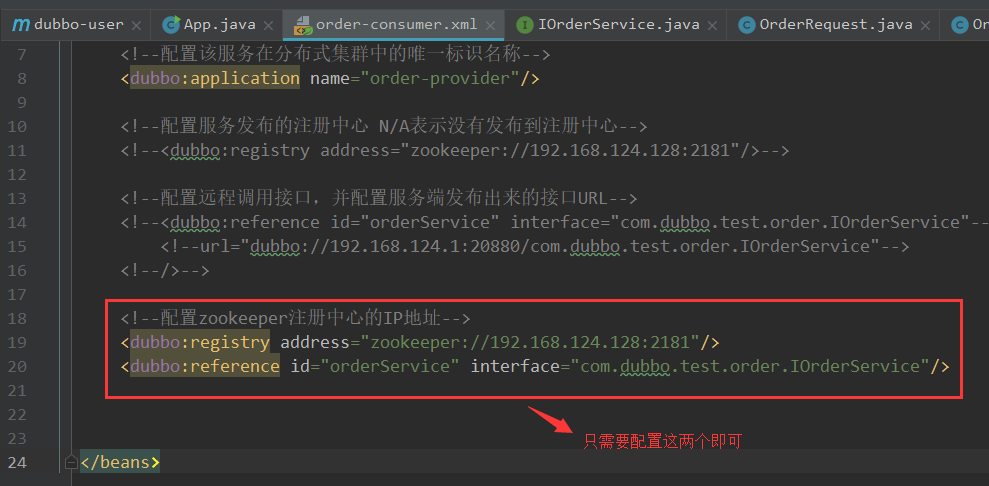 m dubbo-user
App.java
order-consumer.xml
IOrderService.java
OrderRequest.java
Or
7 <!--配置该服务在分布式集群中的唯一标识名称-->
8 <dubbo:application name="order-provider"/>
9
10 <!--配置服务发布的注册中心 N/A表示没有发布到注册中心-->
11 <!--<dubbo:registry address="zookeeper://192.168.124.128:2181"/>-->
12
13 <!--配置远程调用接口，并配置服务端发布出来的接口URL-->
14 <!--<dubbo:reference id="orderService" interface="com.dubbo.test.order.IOrderService"--
15 <!--url="dubbo://192.168.124.1:20880/com.dubbo.test.order.IOrderService"-->
16 <!--/>-->
17
18 <!--配置zookeeper注册中心的IP地址-->
19 <dubbo:registry address="zookeeper://192.168.124.128:2181"/>
20 <dubbo:reference id="orderService" interface="com.dubbo.test.order.IOrderService"/>
21
22
只需要配置这两个即可
23
24 </beans>